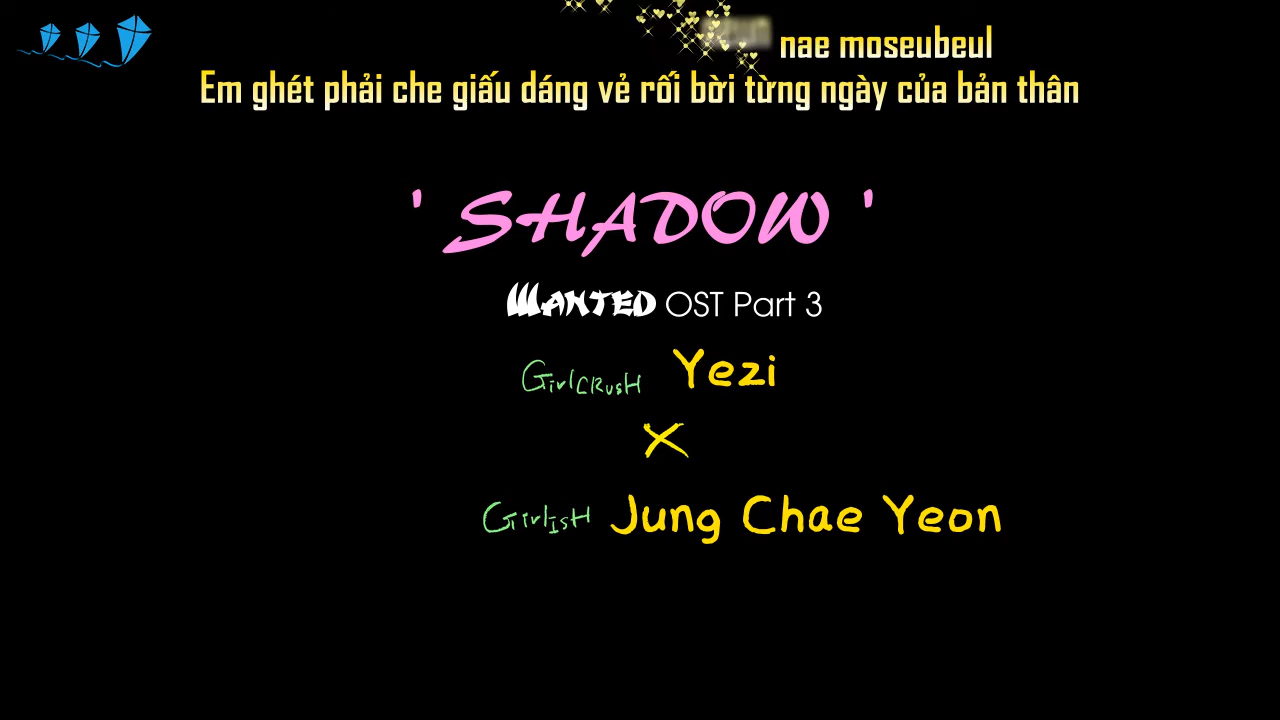 nae moseubeul
Em ghét phải che giấu dáng vẻ rối bời từng ngày của bản thân
' SHADOW '
WANTED OST Part 3
GirlCRusH Yezi
X
GirlIsH Jung Chae Yeon